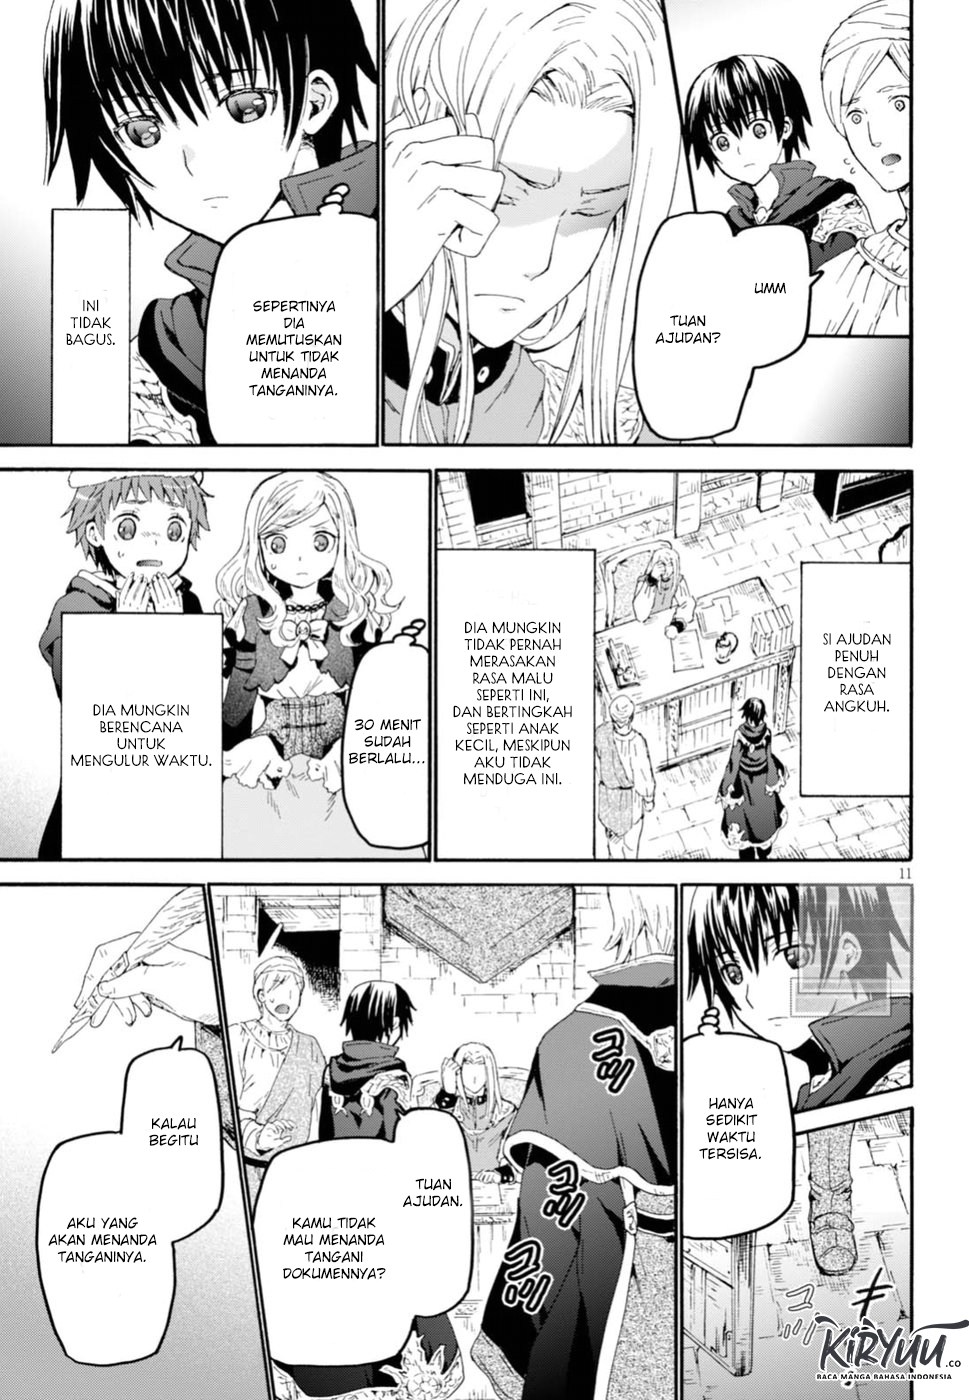 UMM
TUAN
AJUDAN?
SEPERTINYA
DIA
MEMUTUSKAN
UNTUK TIDAK
MENANDA
TANGANINYA.
INI
TIDAK
BAGUS.
SI AJUDAN
PENUH
DENGAN
RASA
ANGKUH.
DIA MUNGKIN
TIDAK PERNAH
MERASAKAN
RASA MALU
SEPERTI INI,
DAN BERTINGKAH
SEPERTI ANAK
KECIL, MESKIPUN
AKU TIDAK
MENDUGA INI.
30 MENIT
SUDAH
BERLALU...
DIA MUNGKIN
BERENCANA
UNTUK
MENGULUR WAKTU.
11
HANYA
SEDIKIT
WAKTU
TERSISA.
TUAN
AJUDAN.
KAMU TIDAK
MAU MENANDA
TANGANI
DOKUMENNYA?
KALAU
BEGITU
AKU YANG
AKAN MENANDA
TANGANINYA.
KIRYUU.co
BACA MANGA BAHASA INDONESIA